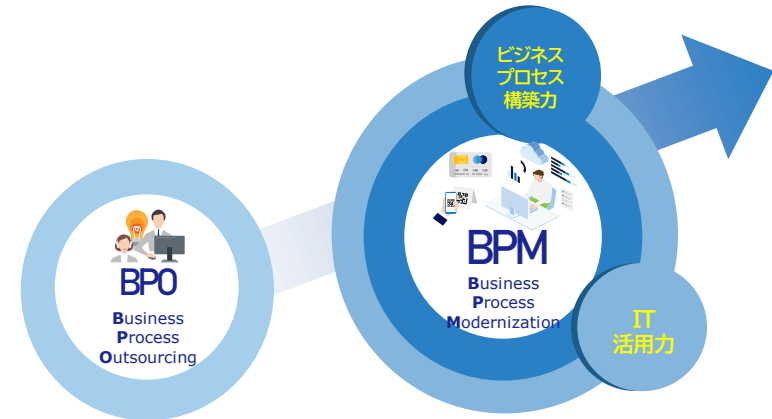 BPO
Business
Process
Outsourcing
ビジネス
プロセス
構築力
BPM
Business
Process
Modernization
IT
活用力